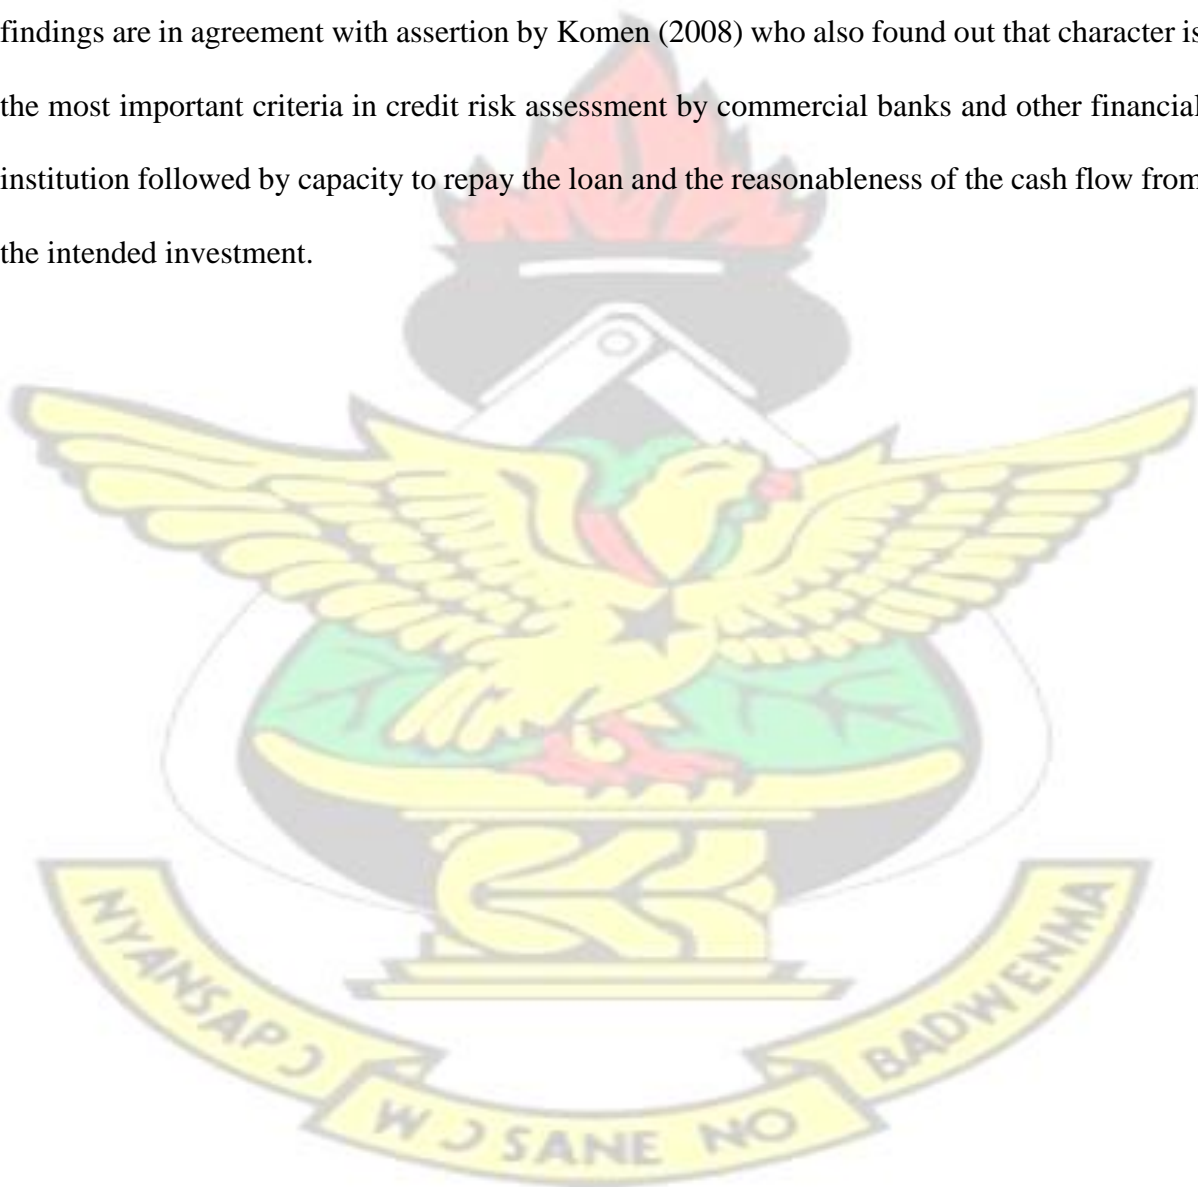 findings are in agreement with assertion by Komen (2008) who also found out that character is
the most important criteria in credit risk assessment by commercial banks and other financial
institution followed by capacity to repay the loan and the reasonableness of the cash flow from
the intended investment.
NYANSAPƆ
WƆSANE NO
BADWENMA